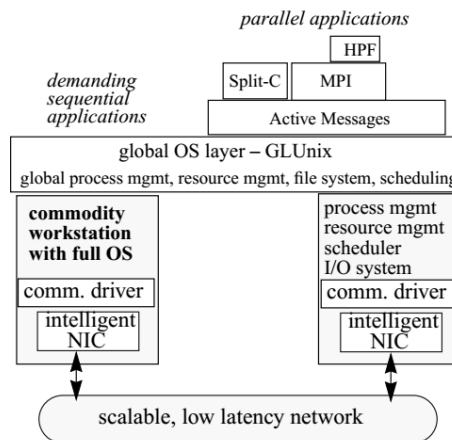 parallel applications
HPF
demanding
sequential
applications
Split-C
MPI
Active Messages
global OS layer – GLUnix
global process mgmt, resource mgmt, file system, scheduling
commodity
workstation
with full OS
comm. driver
intelligent
NIC
process mgmt
resource mgmt
scheduler
I/O system
comm. driver
intelligent
NIC
scalable, low latency network